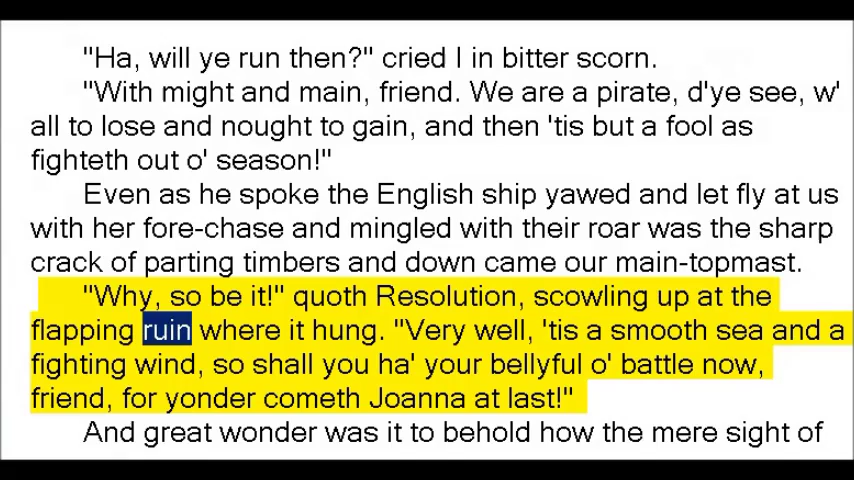 "Ha, will ye run then?" cried I in bitter scorn.
"With might and main, friend. We are a pirate, d'ye see, w'
all to lose and nought to gain, and then 'tis but a fool as
fighteth out o' season!"
Even as he spoke the English ship yawed and let fly at us
with her fore-chase and mingled with their roar was the sharp
crack of parting timbers and down came our main-topmast.
"Why, so be it!" quoth Resolution, scowling up at the
flapping ruin where it hung. "Very well, 'tis a smooth sea and a
fighting wind, so shall you ha' your bellyful o' battle now,
friend, for yonder cometh Joanna at last!"
And great wonder was it to behold how the mere sight of